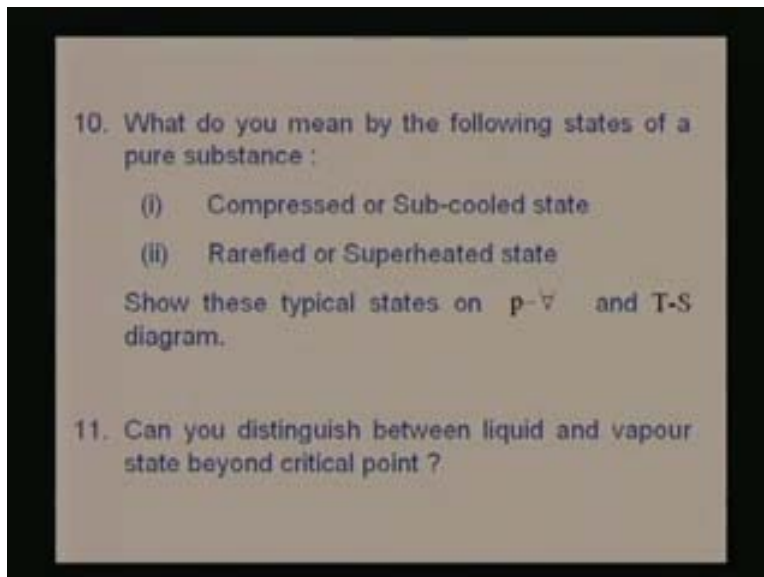 10. What do you mean by the following states of a
pure substance :
(i) Compressed or Sub-cooled state
(ii) Rarefied or Superheated state
Show these typical states on p-∇ and T-S
diagram.
11. Can you distinguish between liquid and vapour
state beyond critical point ?